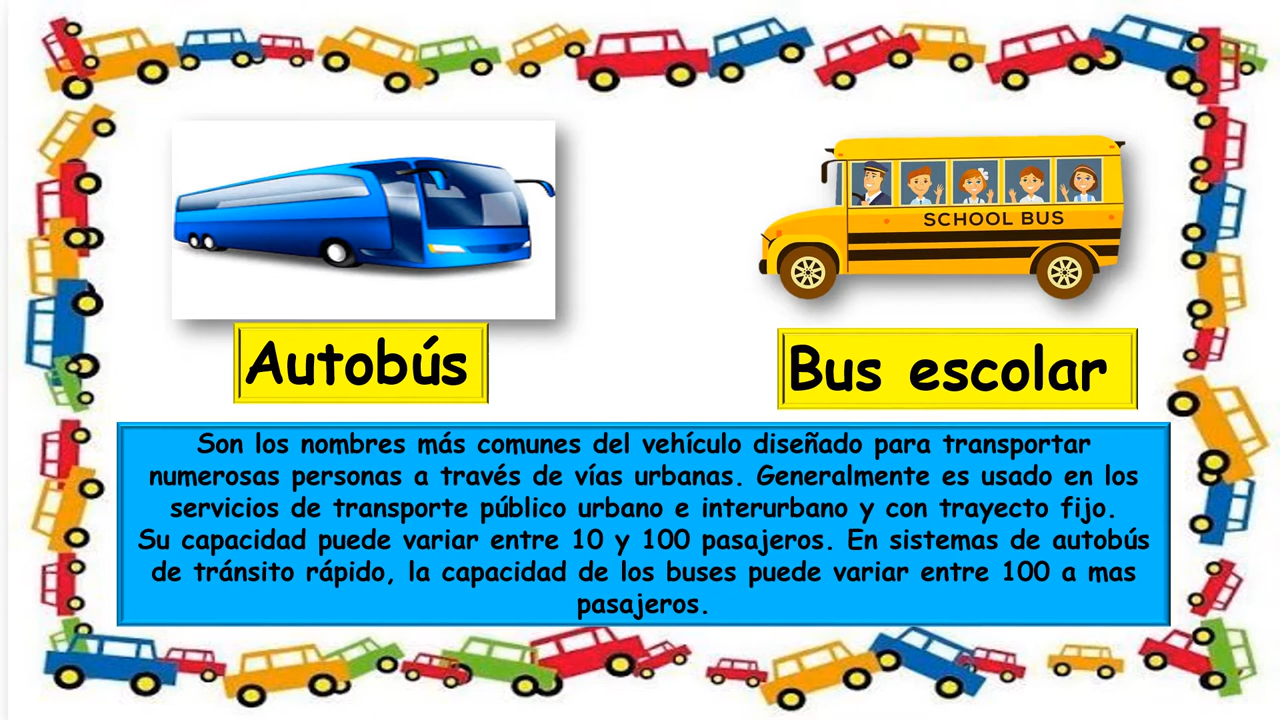 SCHOOL BUS
Autobús
Bus escolar
Son los nombres más comunes del vehículo diseñado para transportar
numerosas personas a través de vías urbanas. Generalmente es usado en los
servicios de transporte público urbano e interurbano y con trayecto fijo.
Su capacidad puede variar entre 10 y 100 pasajeros. En sistemas de autobús
de tránsito rápido, la capacidad de los buses puede variar entre 100 a mas
pasajeros.